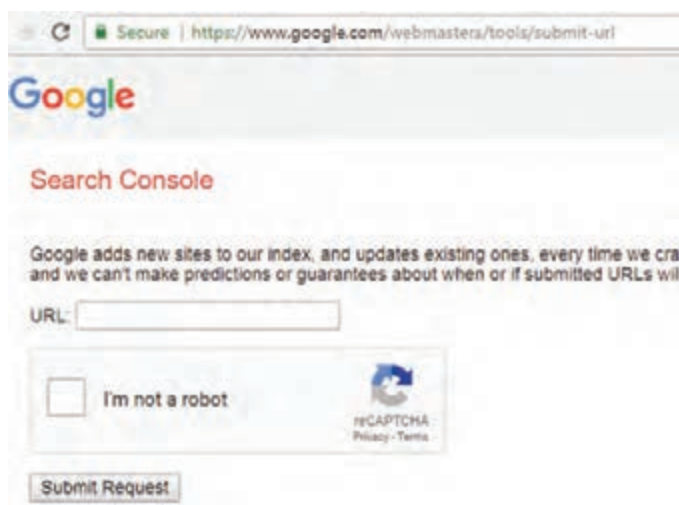 Secure | https://www.google.com/webmasters/tools/submit-url
Google
Search Console
Google adds new sites to our index, and updates existing ones, every time we cra
and we can't make predictions or guarantees about when or if submitted URLs wil
URL:
I'm not a robot
reCAPTCHA
Privacy - Terms
Submit Request